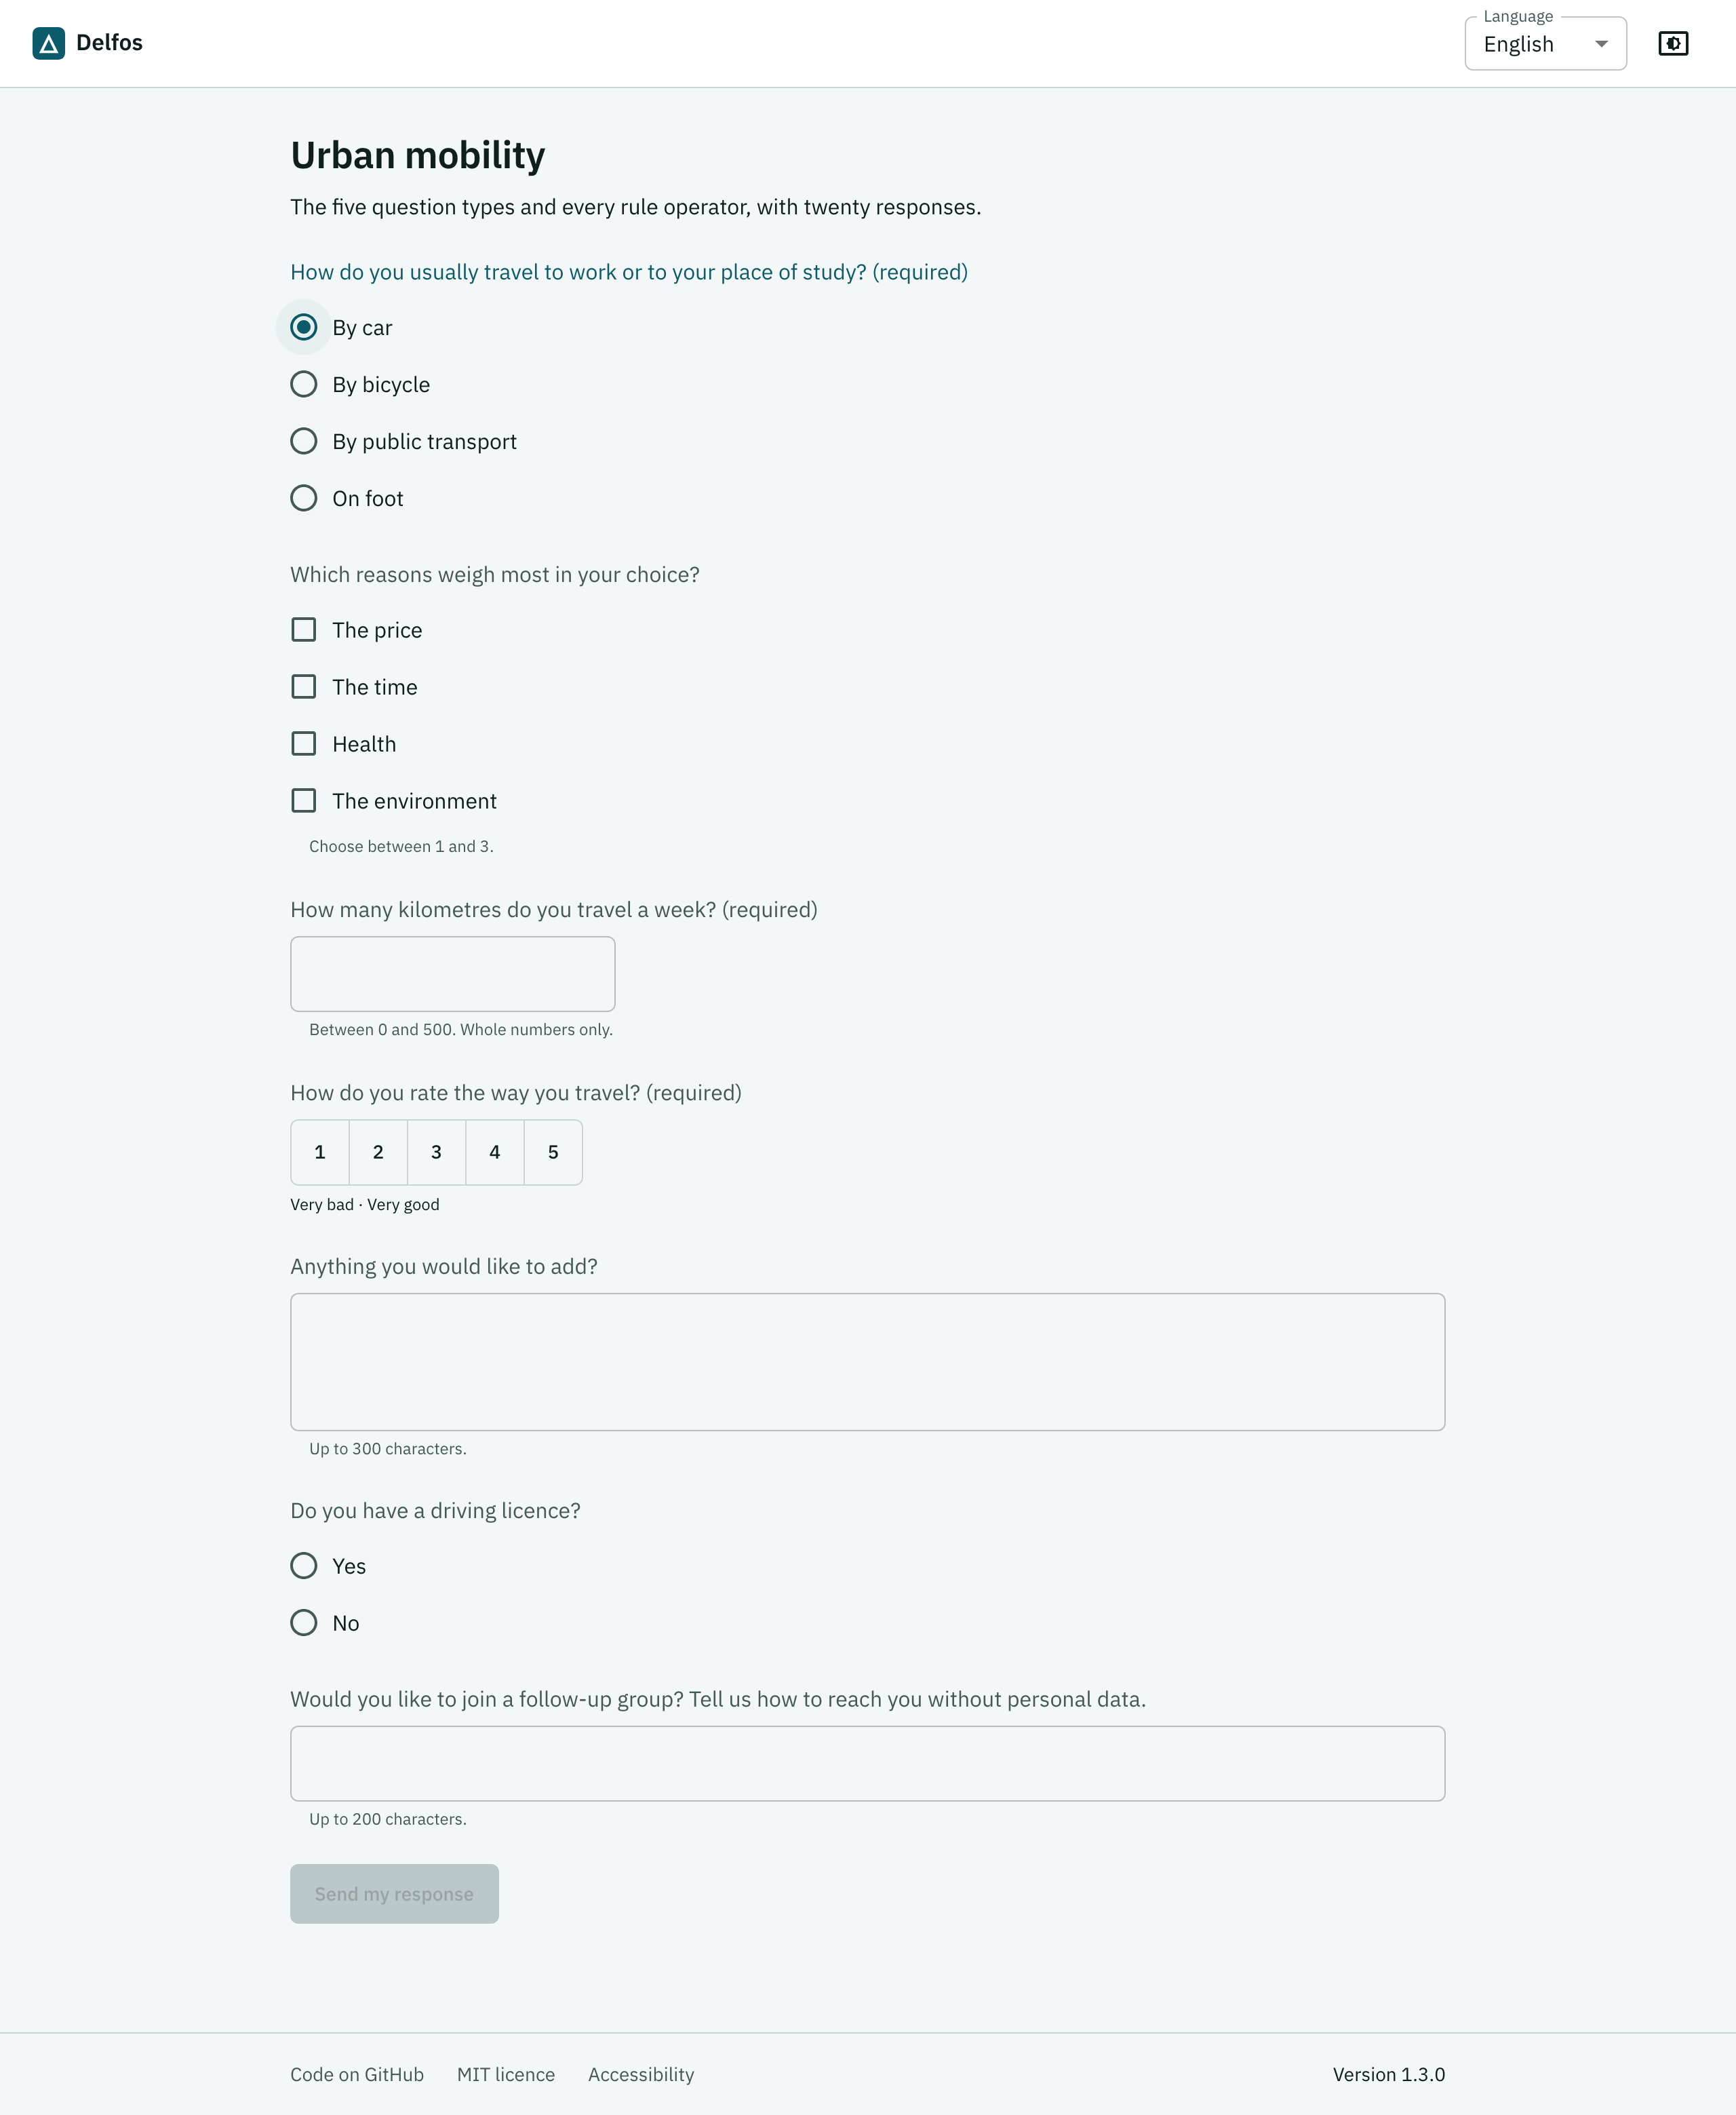 Delfos
Language
English
Urban mobility
The five question types and every rule operator, with twenty responses.
How do you usually travel to work or to your place of study? (required)
By car
By bicycle
By public transport
On foot
Which reasons weigh most in your choice?
The price
The time
Health
The environment
Choose between 1 and 3.
How many kilometres do you travel a week? (required)
Between 0 and 500. Whole numbers only.
How do you rate the way you travel? (required)
1 2 3 4 5
Very bad · Very good
Anything you would like to add?
Up to 300 characters.
Do you have a driving licence?
Yes
No
Would you like to join a follow-up group? Tell us how to reach you without personal data.
Up to 200 characters.
Send my response
Code on GitHub MIT licence Accessibility Version 1.3.0